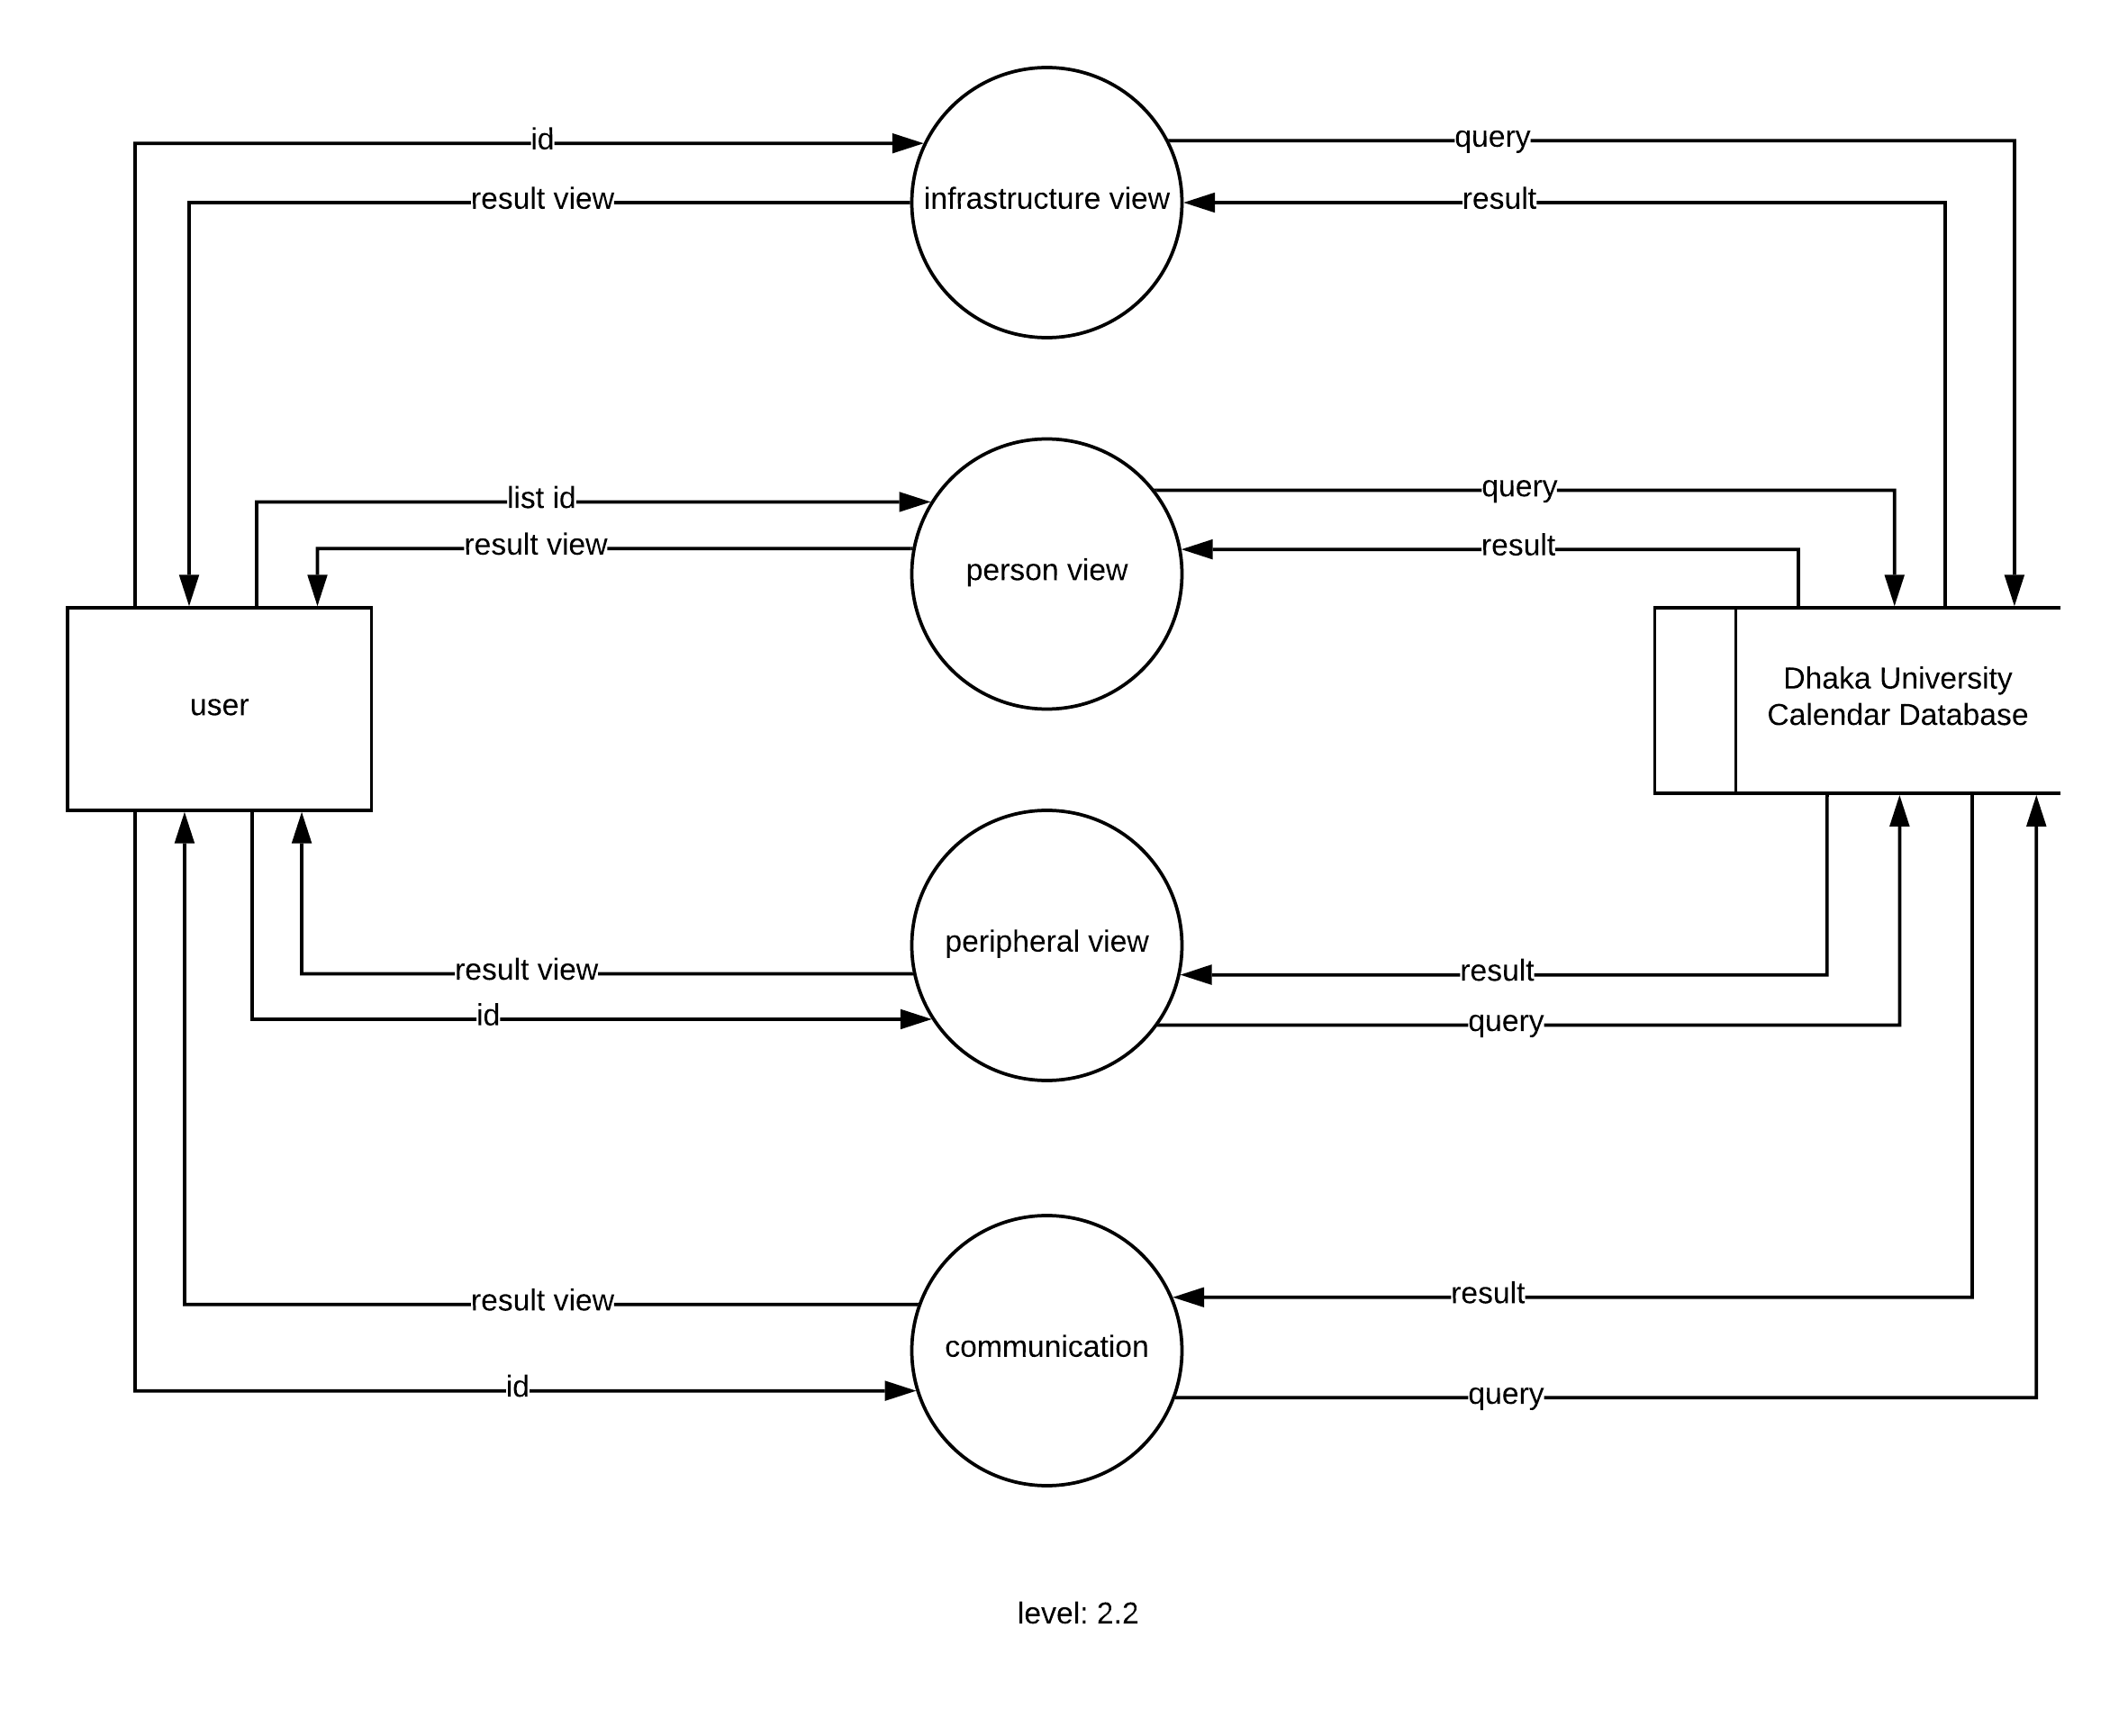 id
query
infrastructure view
result view
result
list id
query
result view
result
person view
user
Dhaka University
Calendar Database
peripheral view
result view
result
id
query
result view
result
communication
id
query
level: 2.2